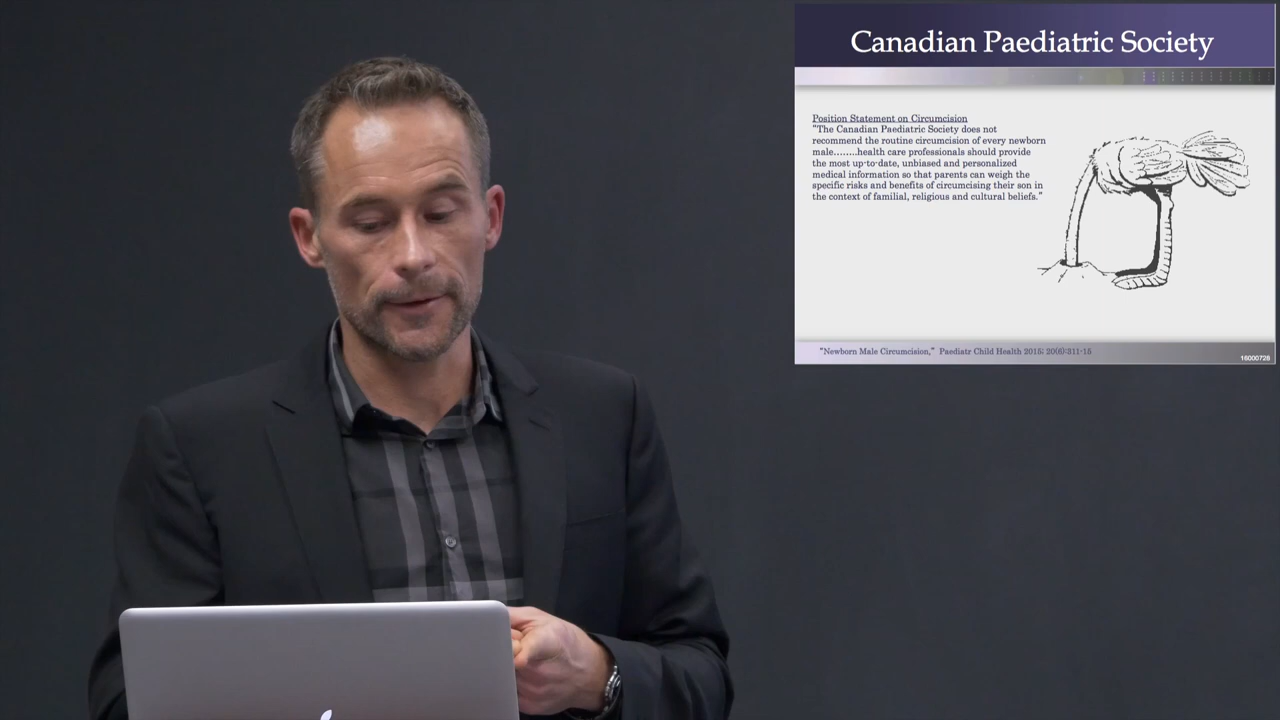 Canadian Paediatric Society
Position Statement on Circumcision
"The Canadian Paediatric Society does not
recommend the routine circumcision of every newborn
male........health care professionals should provide
the most up-to-date, unbiased and personalized
medical information so that parents can weigh the
specific risks and benefits of circumcising their son in
the context of familial, religious and cultural beliefs."
"Newborn Male Circumcision," Paediatr Child Health 2015; 20(6):311-15
16000728